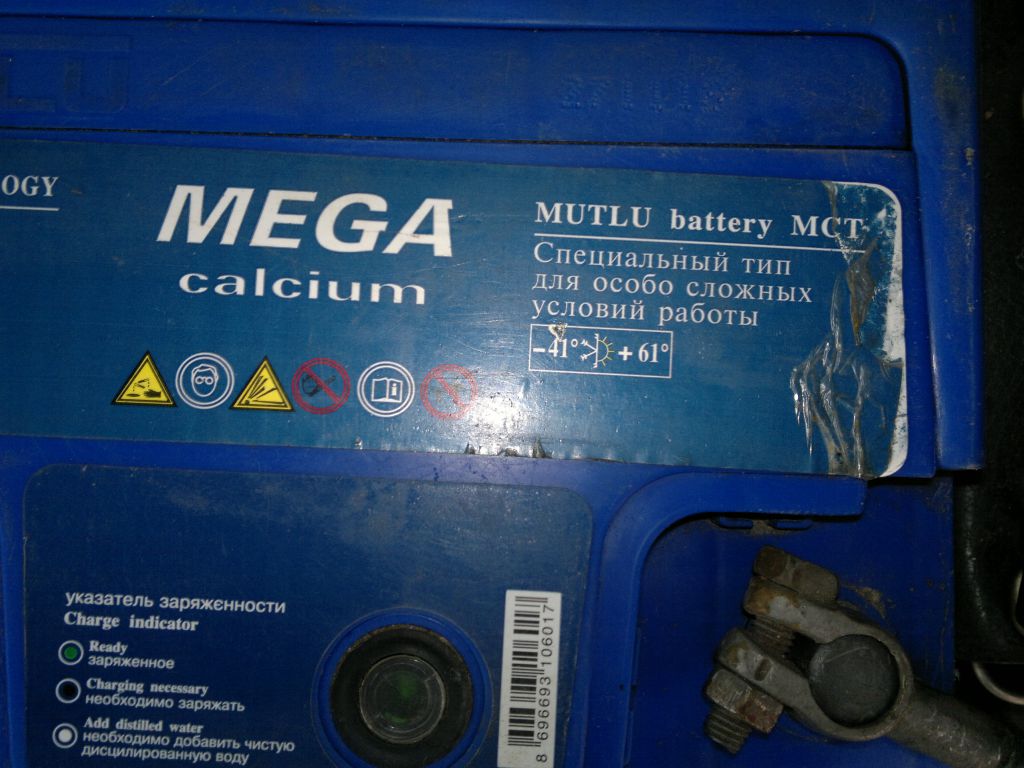 LU
OGY
MEGA
calcium
MUTLU battery MCT
Специальный тип
для особо сложных
условий работы
-41° +61°
указатель заряженности
Charge indicator
Ready
заряженное
Charging necessary
необходимо заряжать
Add distilled water
необходимо добавить чистую
дисцилированную воду
8 696693 106017